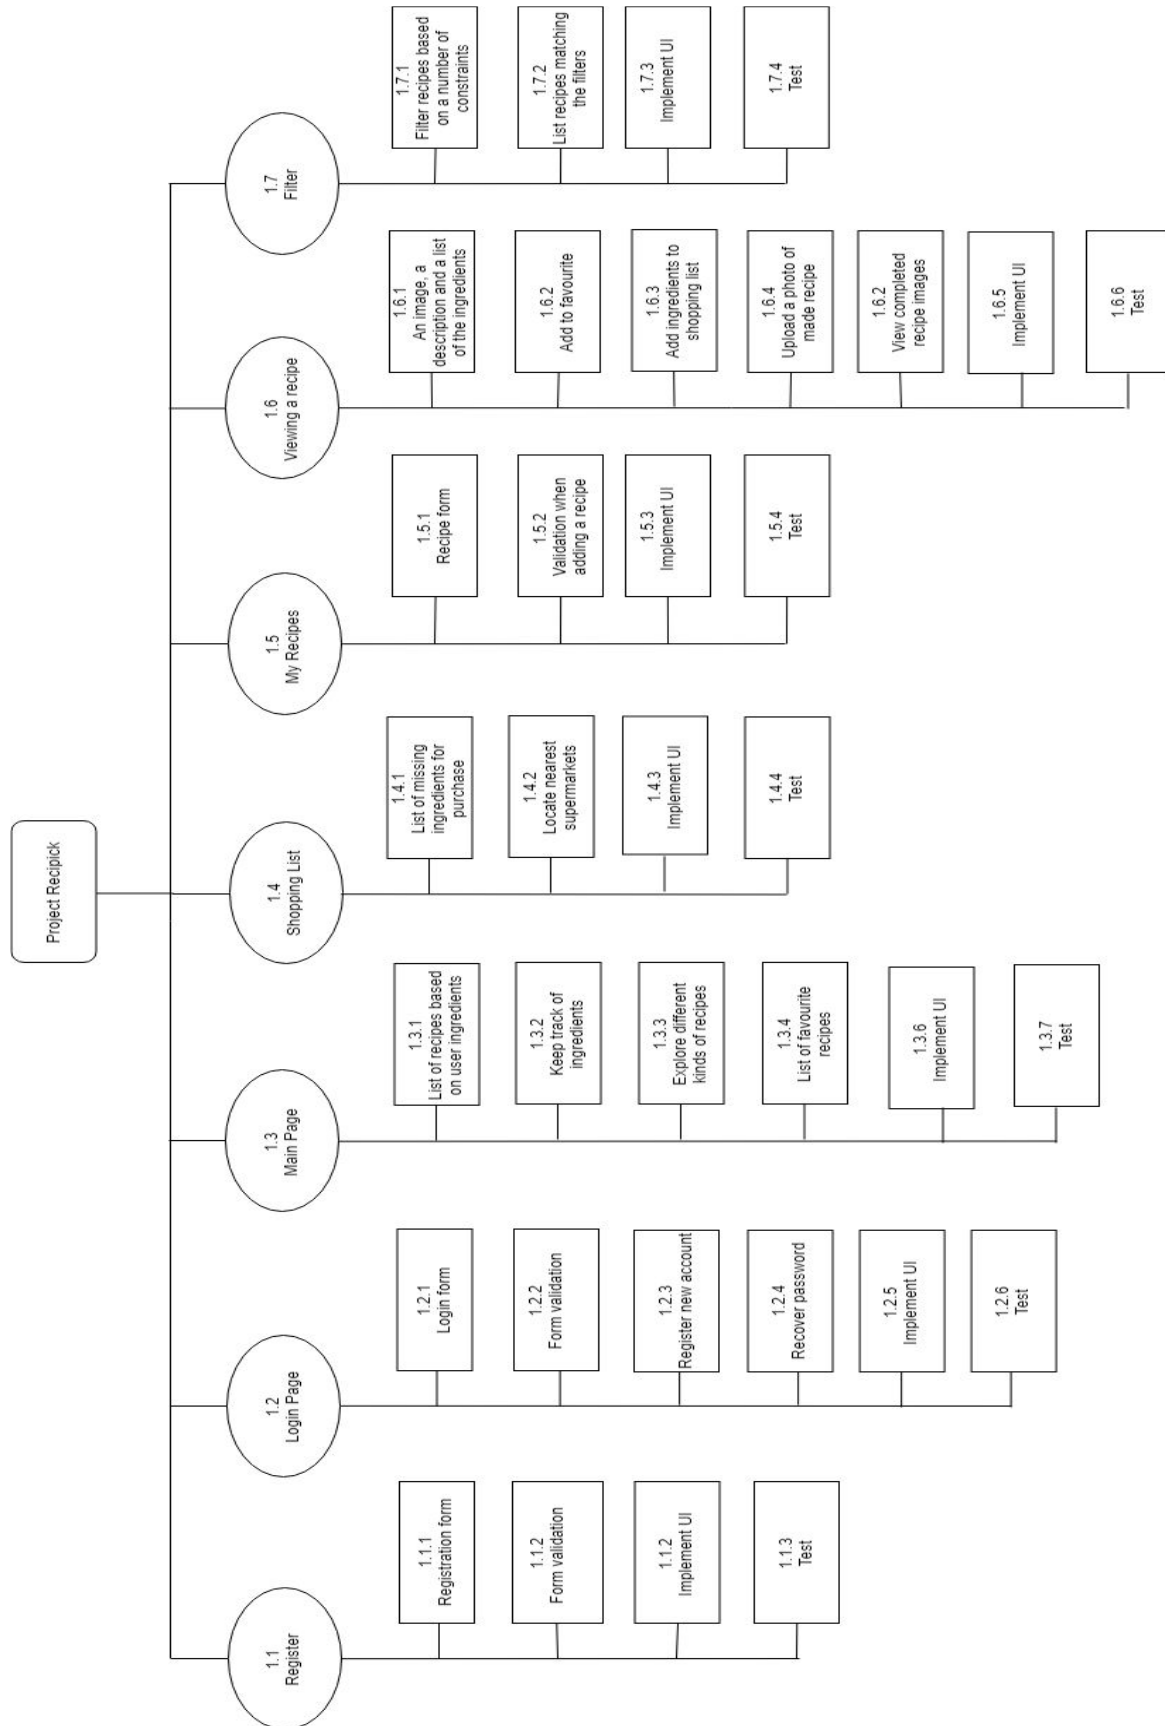 Project Recipick
1.1
Register
1.1.1
Registration form
1.1.2
Form validation
1.1.2
Implement UI
1.1.3
Test
1.2
Login Page
1.2.1
Login form
1.2.2
Form validation
1.2.3
Register new account
1.2.4
Recover password
1.2.5
Implement UI
1.2.6
Test
1.3
Main Page
1.3.1
List of recipes based
on user ingredients
1.3.2
Keep track of
ingredients
1.3.3
Explore different
kinds of recipes
1.3.4
List of favourite
recipes
1.3.6
Implement UI
1.3.7
Test
1.4
Shopping List
1.4.1
List of missing
ingredients for
purchase
1.4.2
Locate nearest
supermarkets
1.4.3
Implement UI
1.4.4
Test
1.5
My Recipes
1.5.1
Recipe form
1.5.2
Validation when
adding a recipe
1.5.3
Implement UI
1.5.4
Test
1.6
Viewing a recipe
1.6.1
An image, a
description and a list
of the ingredients
1.6.2
Add to favourite
1.6.3
Add ingredients to
shopping list
1.6.4
Upload a photo of
made recipe
1.6.2
View completed
recipe images
1.6.5
Implement UI
1.6.6
Test
1.7
Filter
1.7.1
Filter recipes based
on a number of
constraints
1.7.2
List recipes matching
the filters
1.7.3
Implement UI
1.7.4
Test